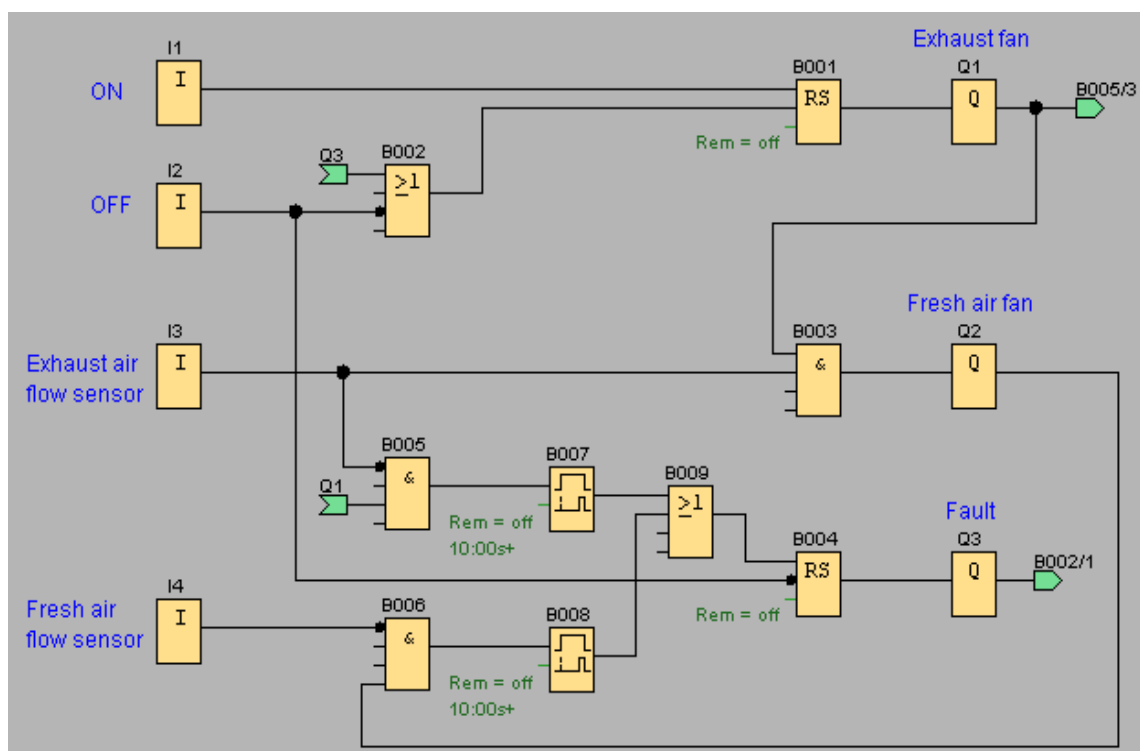 Exhaust fan
I1
B001
Q1
B005/3
ON
I
RS
Q
Rem = off
Q3
B002
I2
≥1
OFF
I
Fresh air fan
I3
B003
Q2
Exhaust air
flow sensor
I
&
Q
B005
B007
B009
Q1
&
≥1
Fault
Rem = off
10:00s+
B004
Q3
RS
Q
B002/1
I4
Fresh air
flow sensor
I
B006
B008
Rem = off
&
Rem = off
10:00s+